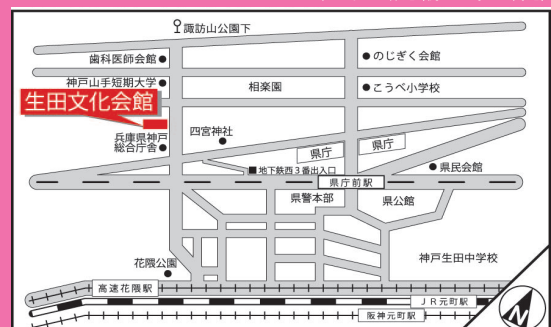 諏訪山公園下
歯科医師会館
のじぎく会館
神戸山手短期大学
相楽園
こうべ小学校
生田文化会館
四宮神社
兵庫県神戸
総合庁舎
県庁
県庁
地下鉄西3番出入口
県民会館
県庁前駅
県警本部
県公館
花隈公園
神戸生田中学校
高速花隈駅
JR元町駅
阪神元町駅
N